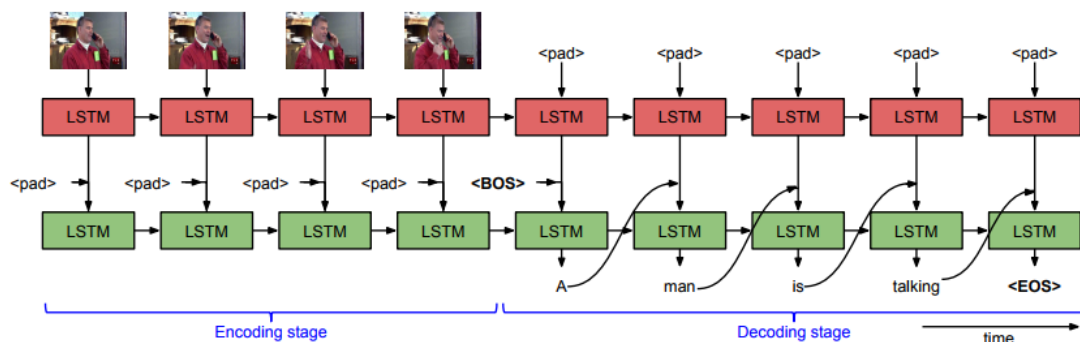 <pad> <pad> <pad> <pad> <pad>
LSTM LSTM LSTM LSTM LSTM LSTM LSTM LSTM LSTM
<pad> <pad> <pad> <pad> <BOS>
LSTM LSTM LSTM LSTM LSTM LSTM LSTM LSTM LSTM
A man is talking <EOS>
Encoding stage Decoding stage
time